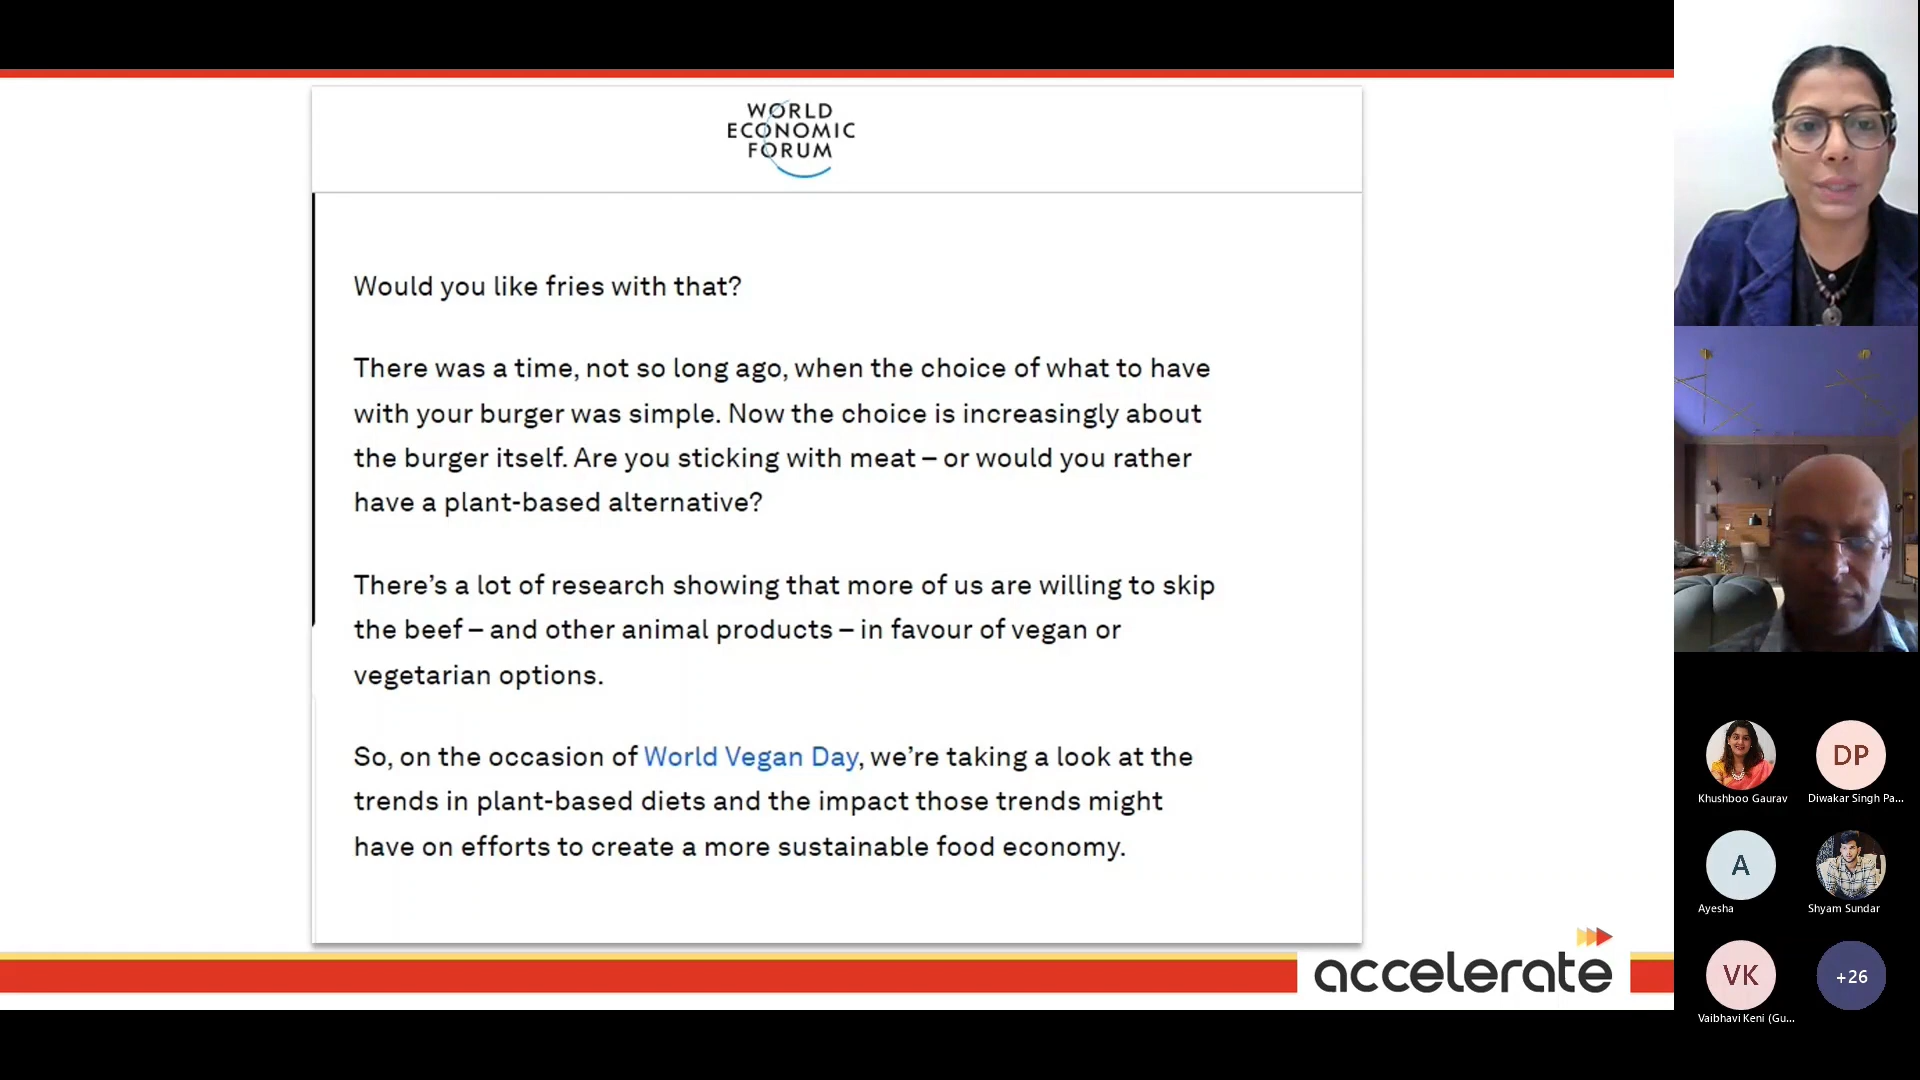 WORLD
ECONOMIC
FORUM
Would you like fries with that?
There was a time, not so long ago, when the choice of what to have
with your burger was simple. Now the choice is increasingly about
the burger itself. Are you sticking with meat – or would you rather
have a plant-based alternative?
There’s a lot of research showing that more of us are willing to skip
the beef – and other animal products – in favour of vegan or
vegetarian options.
So, on the occasion of World Vegan Day, we’re taking a look at the
trends in plant-based diets and the impact those trends might
have on efforts to create a more sustainable food economy.
accelerate
DP
Khushboo Gaurav
Diwakar Singh Pa...
A
Ayesha
Shyam Sundar
VK
+26
Vaibhavi Keni (Gu...